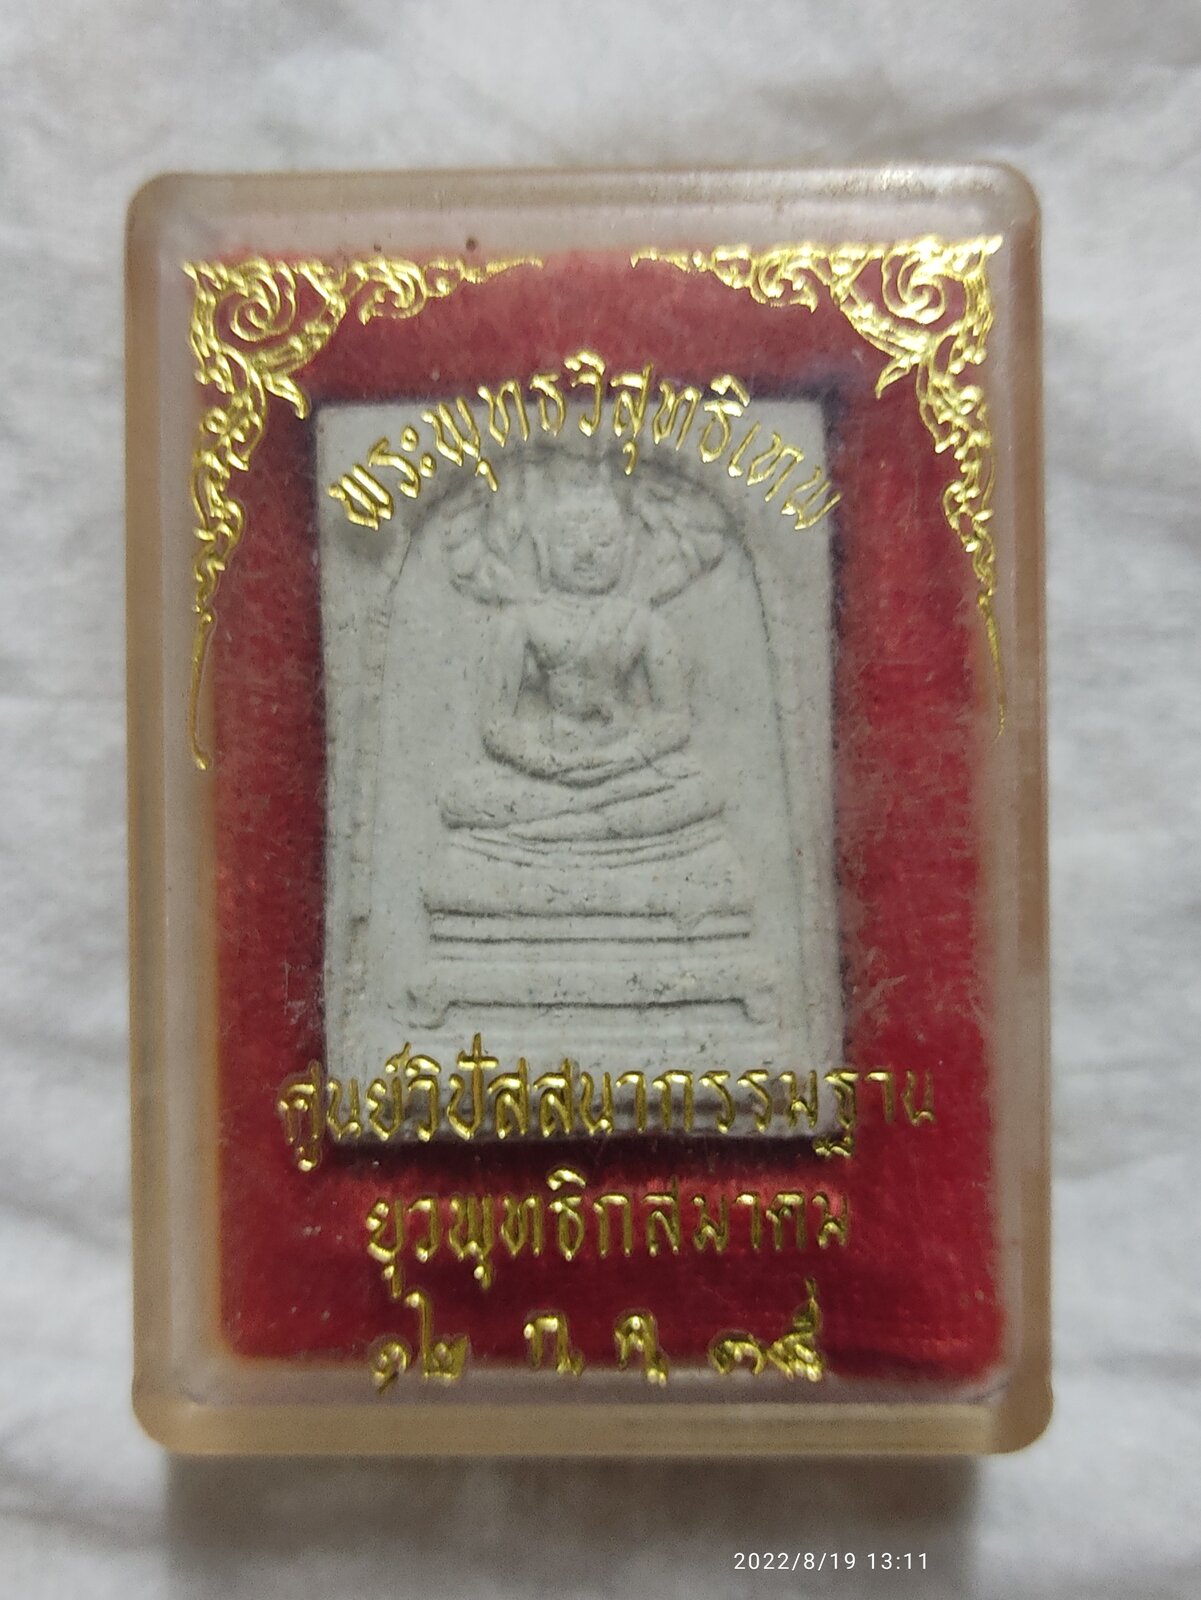 พระพุทธวิสุทธิเทพ
ศูนย์วิปัสสนากรรมฐาน
ยุวพุทธิกสมาคม
๑๒ ก.ค. ๓๕
2022/8/19 13:11